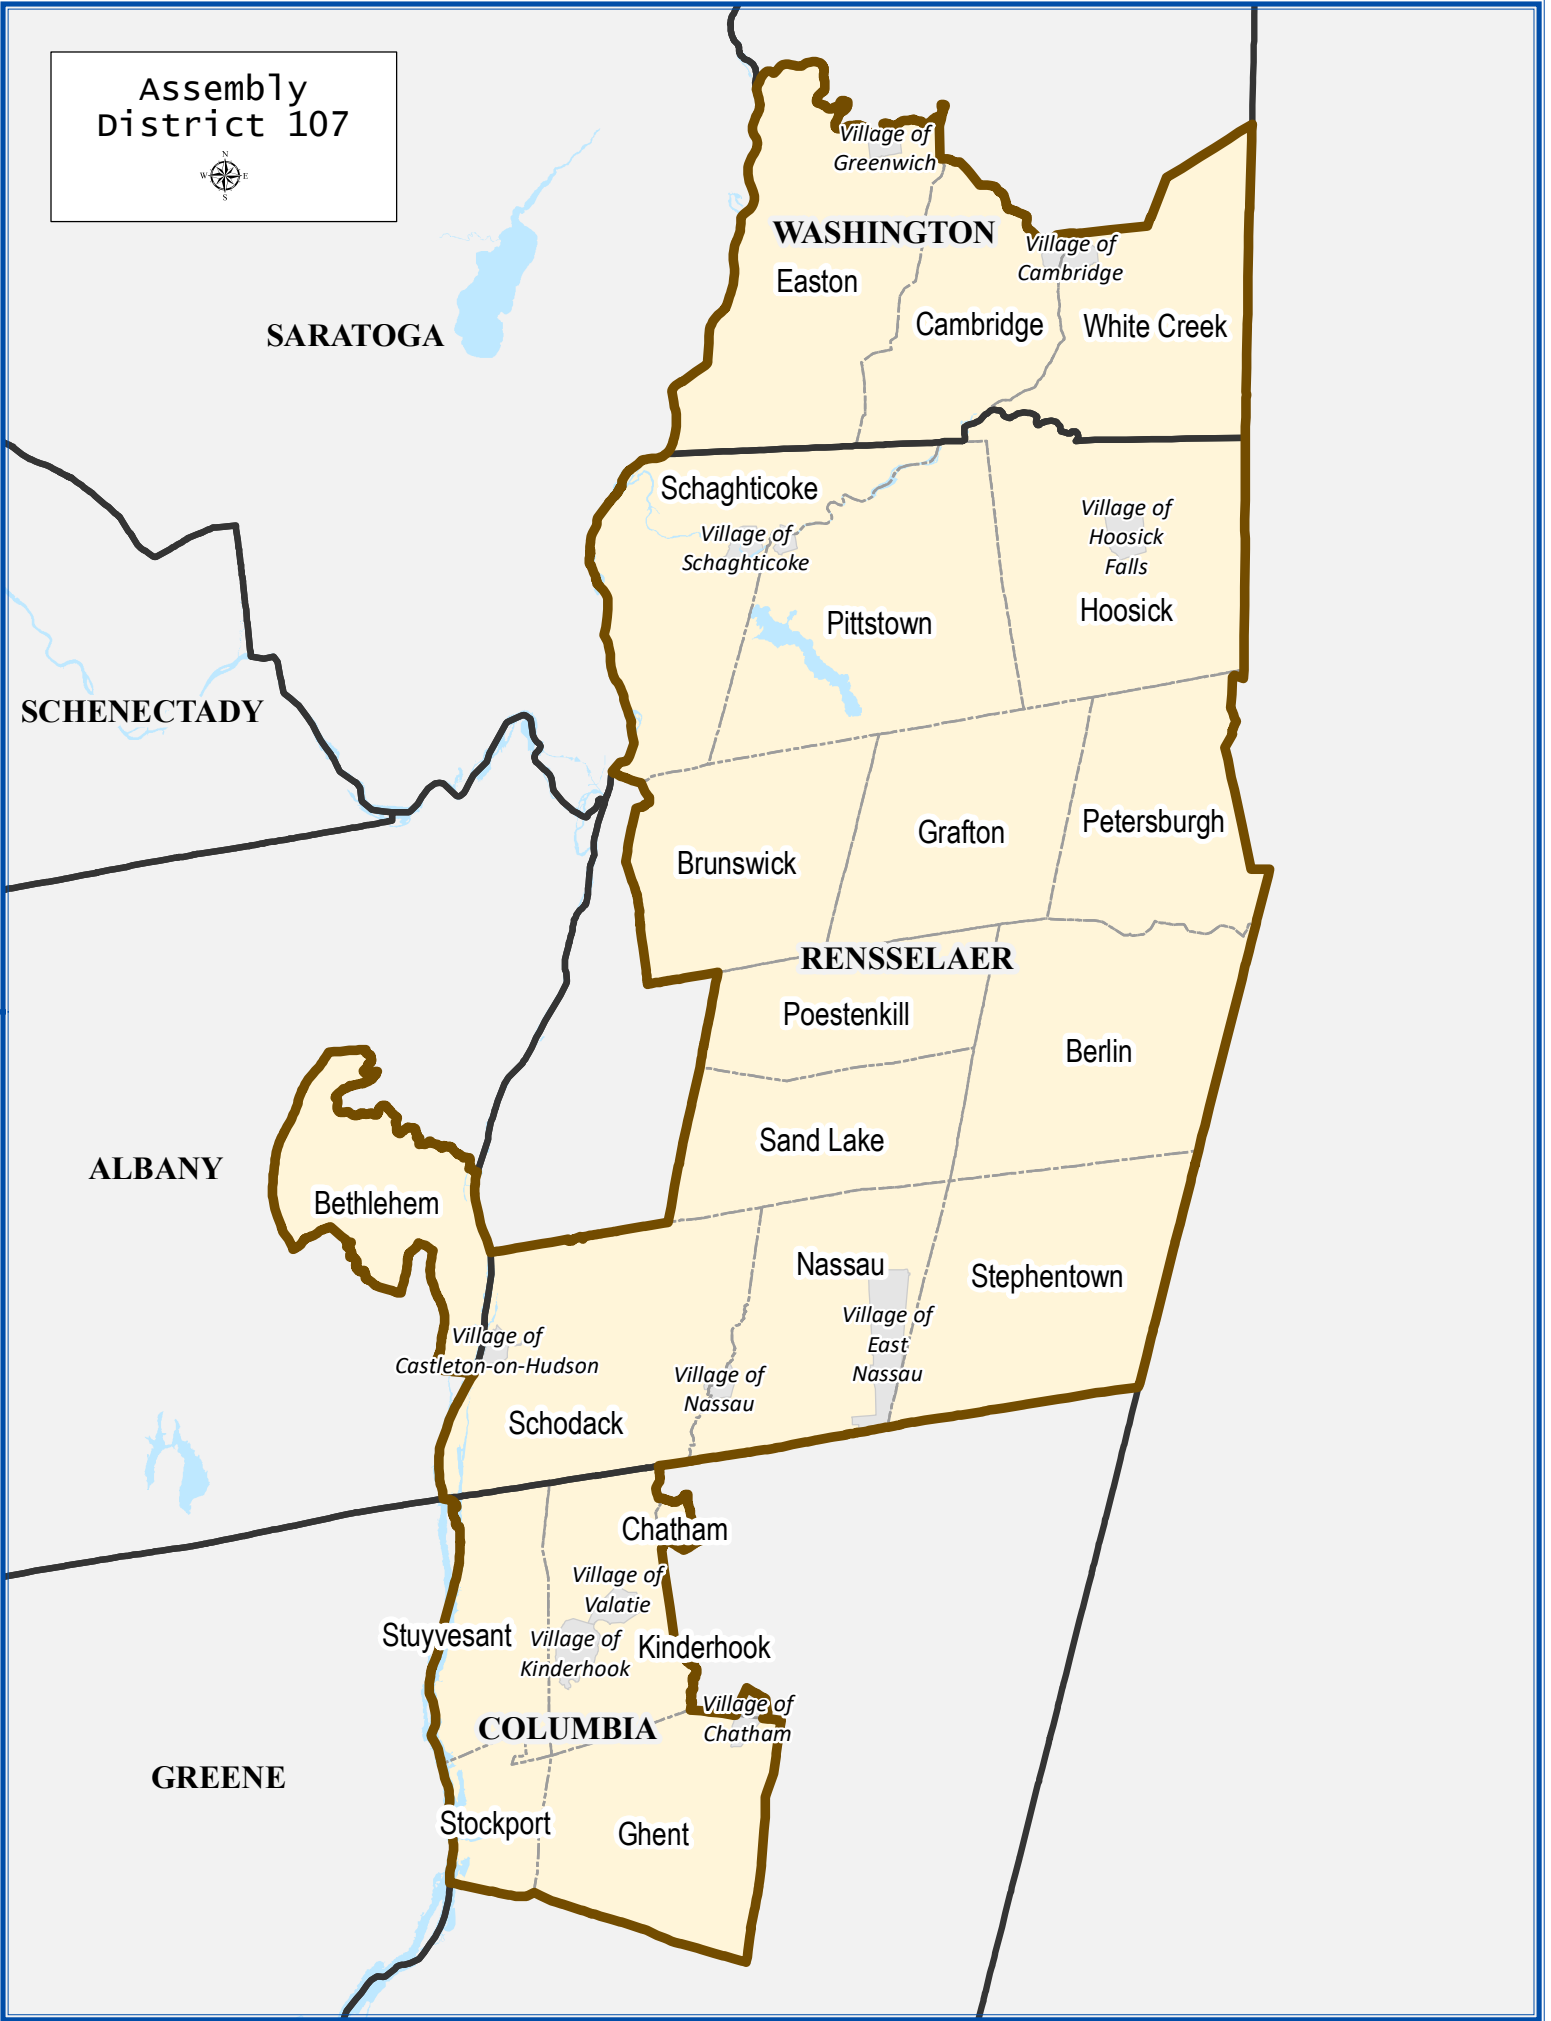 Assembly
District 107
N
W
E
S
Village of
Greenwich
WASHINGTON
Village of
Cambridge
Easton
Cambridge
White Creek
SARATOGA
Schaghticoke
Village of
Schaghticoke
Village of
Hoosick
Falls
Pittstown
Hoosick
SCHENECTADY
Brunswick
Grafton
Petersburgh
RENSSELAER
Poestenkill
Berlin
Sand Lake
ALBANY
Bethlehem
Nassau
Stephentown
Village of
East
Nassau
Village of
Castleton-on-Hudson
Village of
Nassau
Schodack
Chatham
Village of
Valatie
Stuyvesant
Village of
Kinderhook
Kinderhook
Village of
Chatham
COLUMBIA
GREENE
Stockport
Ghent